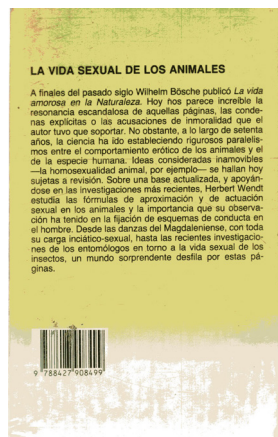 LA VIDA SEXUAL DE LOS ANIMALES
A finales del pasado siglo Wilhelm Bösche publicó La vida
amorosa en la Naturaleza. Hoy nos parece increíble la
resonancia escandalosa de aquellas páginas, las conde-
nas explícitas o las acusaciones de inmoralidad que el
autor tuvo que soportar. No obstante, a lo largo de setenta
años, la ciencia ha ido estableciendo rigurosos paralelis-
mos entre el comportamiento erótico de los animales y el
de la especie humana. Ideas consideradas inamovibles
—la homosexualidad animal, por ejemplo— se hallan hoy
sujetas a revisión. Sobre una base actualizada, y apoyán-
dose en las investigaciones más recientes, Herbert Wendt
estudia las fórmulas de aproximación y de actuación
sexual en los animales y la importancia que su observa-
ción ha tenido en la fijación de esquemas de conducta en
el hombre. Desde las danzas del Magdaleniense, con toda
su carga inciático-sexual, hasta las recientes investigacio-
nes de los entomólogos en torno a la vida sexual de los
insectos, un mundo sorprendente desfila por estas pá-
ginas.
9 788427 908499